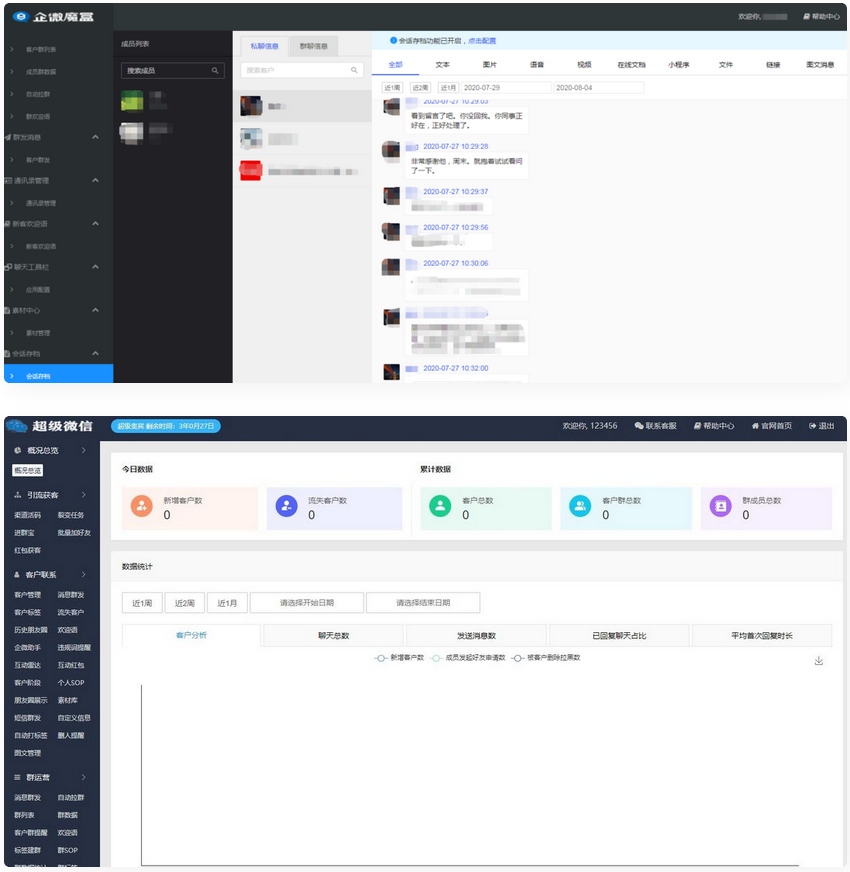 企微魔盒
欢迎你,
帮助中心
客户群列表
成员群数据
自动拉群
群欢迎语
群发消息
客户群发
通讯录管理
通讯录管理
新客欢迎语
新客欢迎语
聊天工具栏
应用配置
素材中心
素材管理
会话存档
会话存档
成员列表
搜索成员
私聊信息 群聊信息
搜索客户
会话存档功能已开启，点击配置
全部 文本 图片 语音 视频 在线文档 小程序 文件 链接 图文消息
近1周 近2周 近1月 2020-07-29 2020-08-04
2020-07-27 10:29:03
看到留言了吧。你没回我。你同事正
好在，正好处理了。
2020-07-27 10:29:28
非常感谢他，周末。就抱着试试看问
了一下。
2020-07-27 10:29:37
2020-07-27 10:29:56
2020-07-27 10:30:06
2020-07-27 10:32:00
超级微信
超级贵宾 剩余时间：3年0月27日
欢迎你, 123456 联系客服 帮助中心 官网首页 退出
概况总览
概况总览
引流获客
渠道活码 裂变任务
进群宝 批量加好友
红包获客
客户联系
客户管理 消息群发
客户标签 流失客户
历史朋友圈 欢迎语
企微助手 违规词提醒
互动雷达 互动红包
客户阶段 个人SOP
朋友圈展示 素材库
短信群发 自定义信息
自动打标签 删人提醒
图文管理
群运营
消息群发 自动拉群
群列表 群数据
客户群提醒 欢迎语
标签建群 群SOP
今日数据
新增客户数
0
流失客户数
0
累计数据
客户总数
0
客户群总数
0
群成员总数
0
数据统计
近1周 近2周 近1月 请选择开始日期 请选择结束日期
客户分析 聊天总数 发送消息数 已回复聊天占比 平均首次回复时长
新增客户数 成员发起好友申请数 被客户删除拉黑数